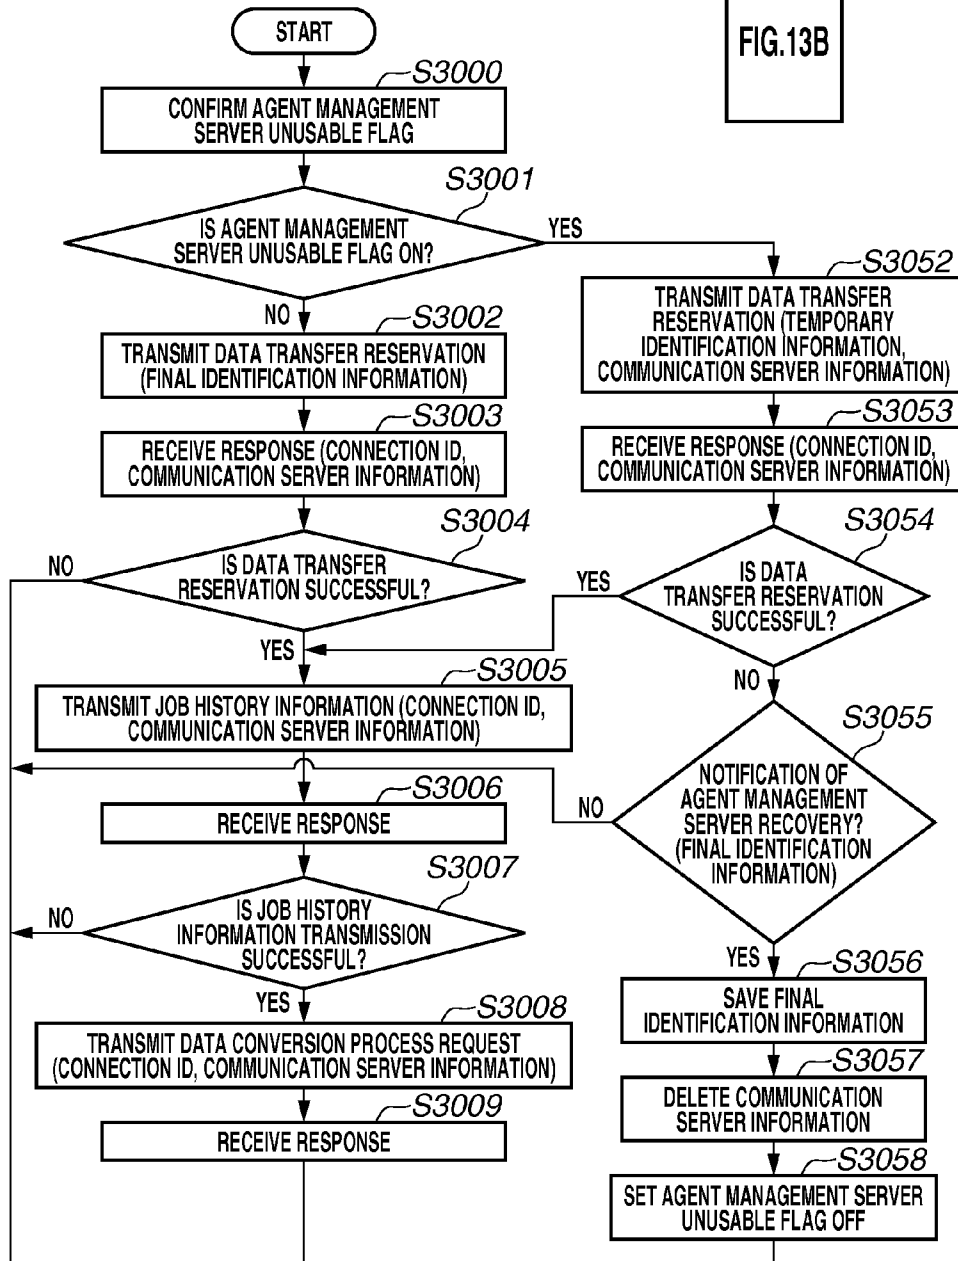 START
FIG.13B
S3000
CONFIRM AGENT MANAGEMENT
SERVER UNUSABLE FLAG
S3001
IS AGENT MANAGEMENT
SERVER UNUSABLE FLAG ON?
YES
NO
S3002
TRANSMIT DATA TRANSFER RESERVATION
(FINAL IDENTIFICATION INFORMATION)
S3003
RECEIVE RESPONSE (CONNECTION ID,
COMMUNICATION SERVER INFORMATION)
S3004
IS DATA TRANSFER
RESERVATION SUCCESSFUL?
NO
YES
S3005
TRANSMIT JOB HISTORY INFORMATION (CONNECTION ID,
COMMUNICATION SERVER INFORMATION)
S3006
RECEIVE RESPONSE
S3007
IS JOB HISTORY
INFORMATION TRANSMISSION
SUCCESSFUL?
NO
YES
S3008
TRANSMIT DATA CONVERSION PROCESS REQUEST
(CONNECTION ID, COMMUNICATION SERVER INFORMATION)
S3009
RECEIVE RESPONSE
S3052
TRANSMIT DATA TRANSFER
RESERVATION (TEMPORARY
IDENTIFICATION INFORMATION,
COMMUNICATION SERVER INFORMATION)
S3053
RECEIVE RESPONSE (CONNECTION ID,
COMMUNICATION SERVER INFORMATION)
S3054
IS DATA
TRANSFER RESERVATION
SUCCESSFUL?
YES
NO
S3055
NOTIFICATION OF
AGENT MANAGEMENT
SERVER RECOVERY?
(FINAL IDENTIFICATION
INFORMATION)
NO
YES
S3056
SAVE FINAL
IDENTIFICATION INFORMATION
S3057
DELETE COMMUNICATION
SERVER INFORMATION
S3058
SET AGENT MANAGEMENT SERVER
UNUSABLE FLAG OFF